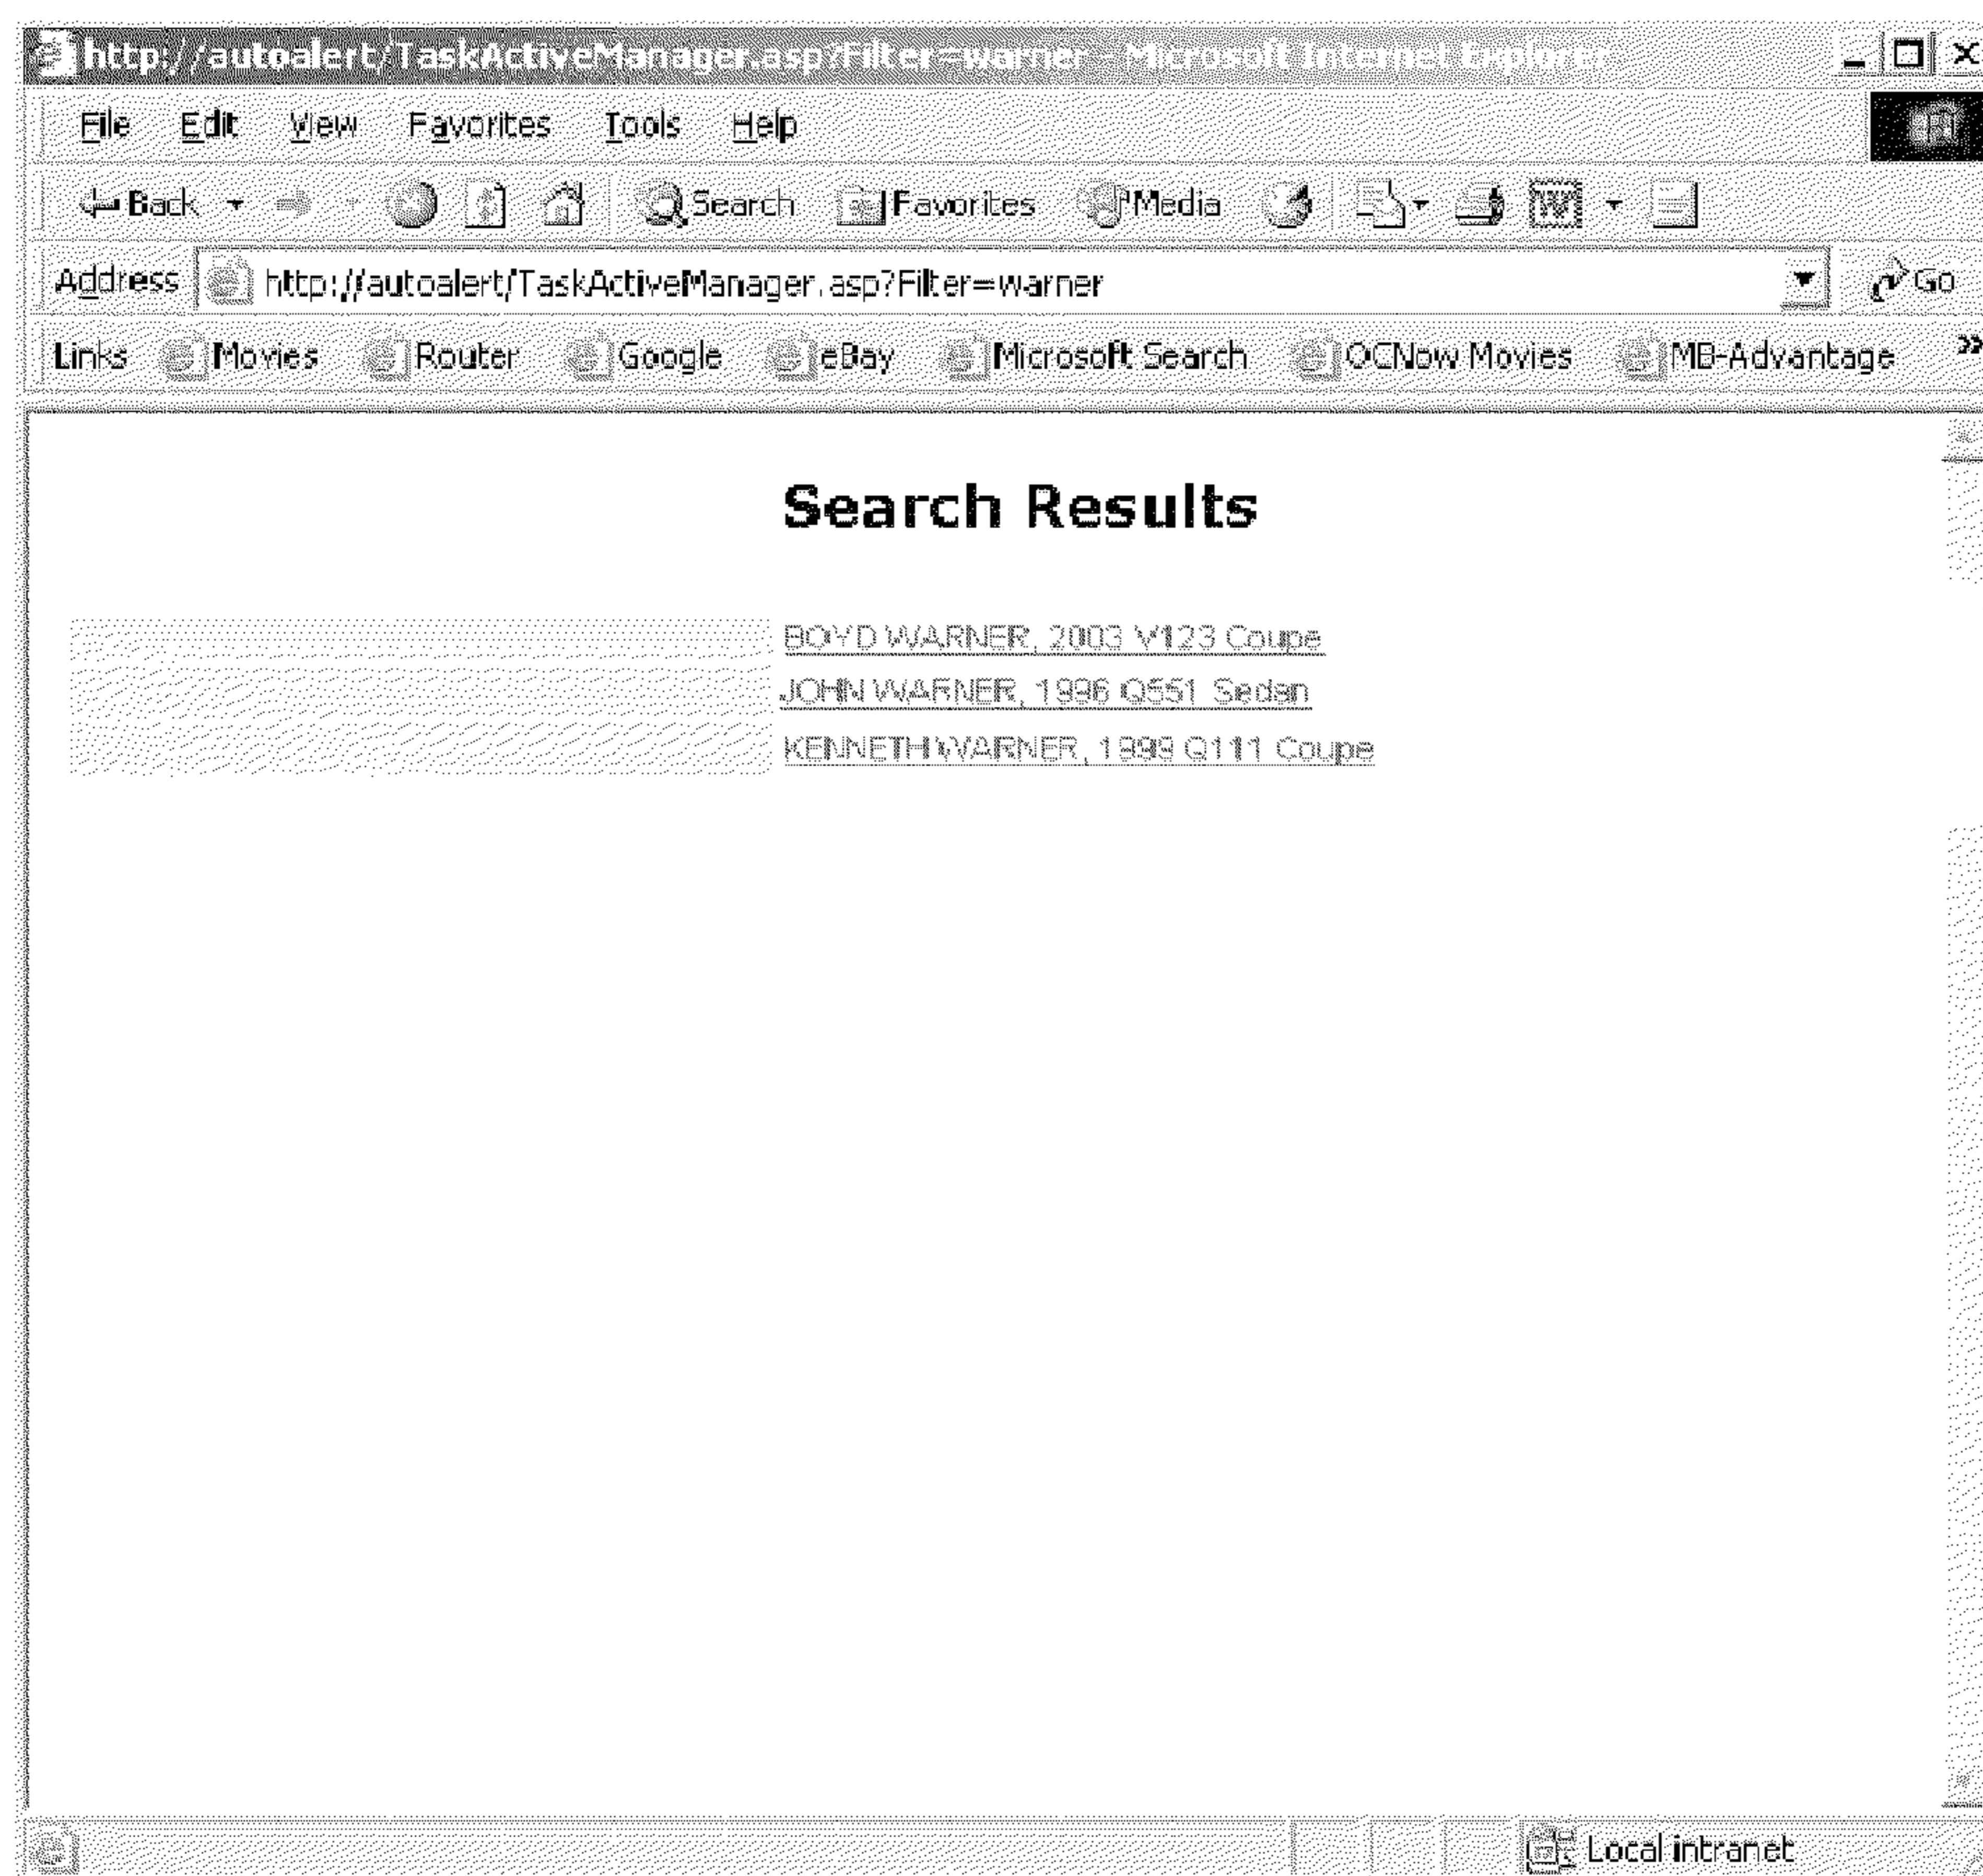 http://autoalert/TaskActiveManager.asp?Filter=warner - Microsoft Internet Explorer
File Edit View Favorites Tools Help
Back Search Favorites Media
Address http://autoalert/TaskActiveManager.asp?Filter=warner Go
Links Movies Router Google eBay Microsoft Search OCNow Movies MB-Advantage »
Search Results
BOYD WARNER, 2003 V123 Coupe
JOHN WARNER, 1996 Q551 Sedan
KENNETH WARNER, 1999 Q111 Coupe
Local intranet